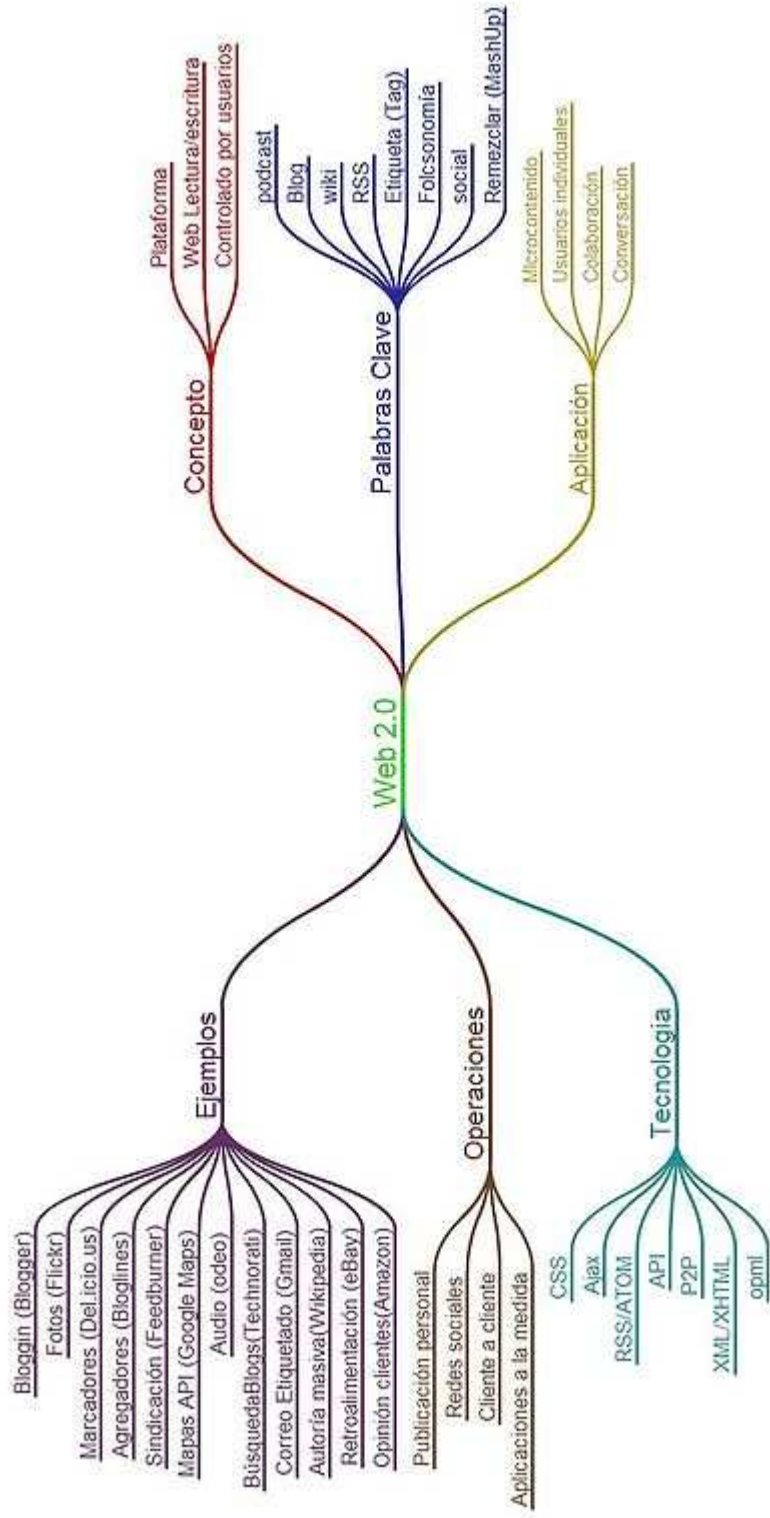 Web 2.0
Ejemplos
Bloggin (Blogger)
Fotos (Flickr)
Marcadores (DeLicio.us)
Agregadores (Bloglines)
Sindicación (Feedburner)
Mapas API (Google Maps)
Audio (odeo)
BúsquedaBlogs(Technorati)
Correo Etiquetado (Gmail)
Autoría masiva(Wikipedia)
Retroalimentación (eBay)
Opinión clientes(Amazon)
Operaciones
Publicación personal
Redes sociales
Cliente a cliente
Aplicaciones a la medida
Tecnologia
CSS
Ajax
RSS/ATOM
API
P2P
XML/XHTML
opml
Concepto
Plataforma
Web Lectura/escritura
Controlado por usuarios
Palabras Clave
podcast
Blog
wiki
RSS
Etiqueta (Tag)
Folcsonomía
social
Remezclar (MashUp)
Aplicación
Microcontenido
Usuarios individuales
Colaboración
Conversación